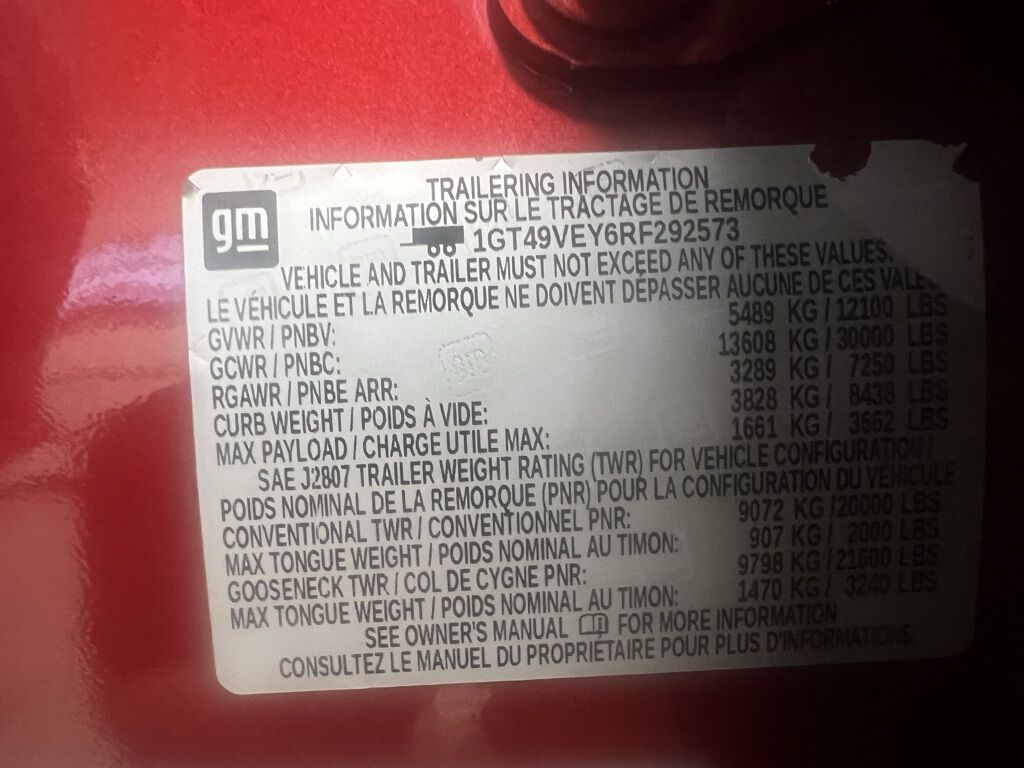 gm
TRAILERING INFORMATION
INFORMATION SUR LE TRACTAGE DE REMORQUE
1GT49VEY6RF292573
VEHICLE AND TRAILER MUST NOT EXCEED ANY OF THESE VALUES.
LE VÉHICULE ET LA REMORQUE NE DOIVENT DÉPASSER AUCUNE DE CES
GVWR / PNBV: 5489 KG / 12100 LBS
GCWR / PNBC: 13608 KG / 30000 LBS
RGAWR / PNBE ARR: 3289 KG / 7250 LBS
CURB WEIGHT / POIDS À VIDE: 3828 KG / 8438 LBS
MAX PAYLOAD / CHARGE UTILE MAX: 1661 KG / 3662 LBS
SAE J2807 TRAILER WEIGHT RATING (TWR) FOR VEHICLE CONFIGURATION /
POIDS NOMINAL DE LA REMORQUE (PNR) POUR LA CONFIGURATION DU VÉHICULE
CONVENTIONAL TWR / CONVENTIONNEL PNR: 9072 KG / 20000 LBS
MAX TONGUE WEIGHT / POIDS NOMINAL AU TIMON: 907 KG / 2000 LBS
GOOSENECK TWR / COL DE CYGNE PNR: 9798 KG / 21600 LBS
MAX TONGUE WEIGHT / POIDS NOMINAL AU TIMON: 1470 KG / 3240 LBS
SEE OWNER'S MANUAL FOR MORE INFORMATION
CONSULTEZ LE MANUEL DU PROPRIÉTAIRE POUR PLUS D'INFORMATIONS.